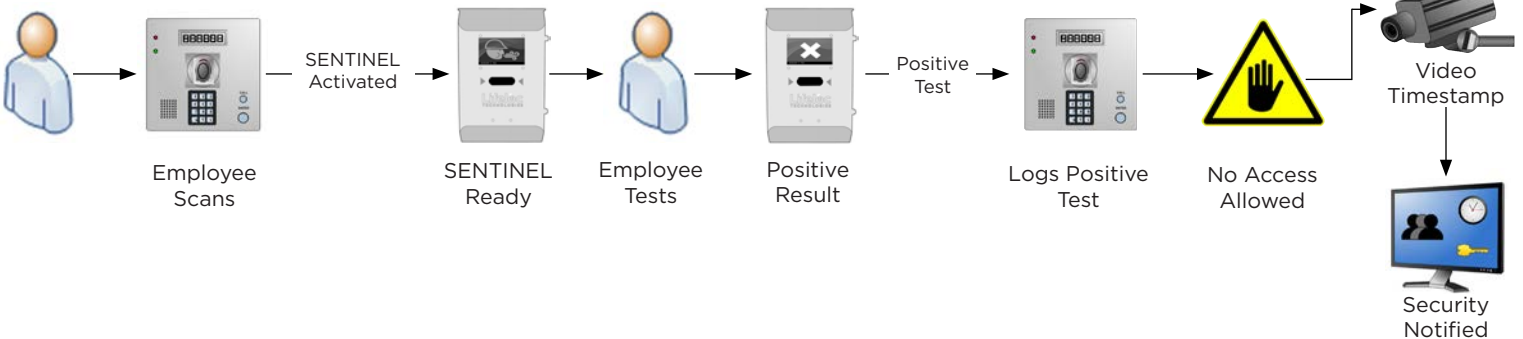 SENTINEL
Activated
Positive
Test
Employee
Scans
SENTINEL
Ready
Employee
Tests
Positive
Result
Logs Positive
Test
No Access
Allowed
Video
Timestamp
Security
Notified